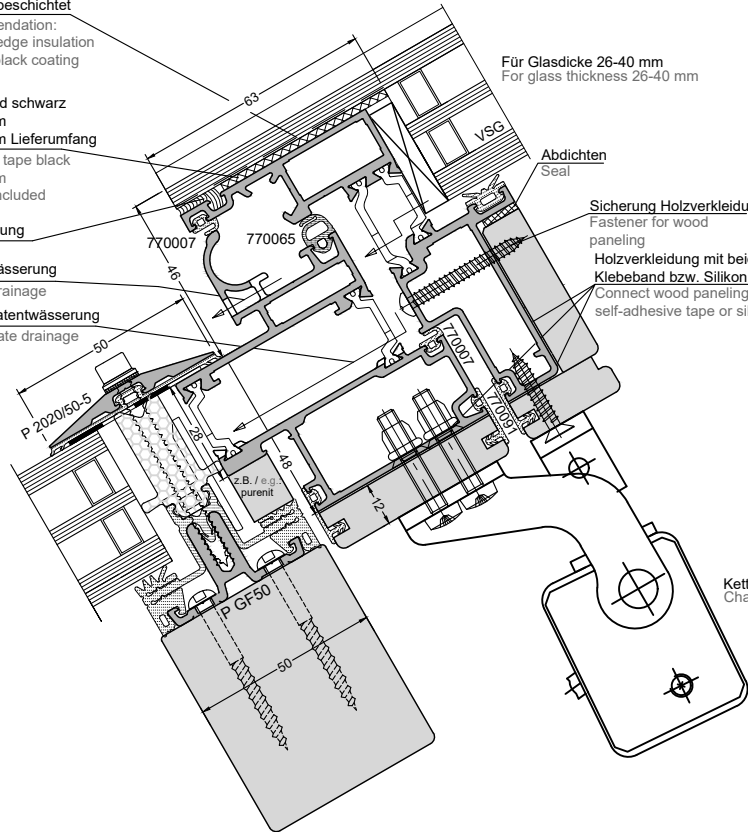 beschichtet
endation:
edge insulation
black coating
d schwarz
m
m Lieferumfang
tape black
m
ncluded
ung
ässerung
rainage
atentwässerung
ate drainage
Für Glasdicke 26-40 mm
For glass thickness 26-40 mm
63
VSG
Abdichten
Seal
Sicherung Holzverkleidu
Fastener for wood
paneling
Holzverkleidung mit beid
Klebeband bzw. Silikon
Connect wood paneling
self-adhesive tape or si
770007
770065
46
50
770007
770091
P 2020/50-5
28
48
z.B. / e.g.:
purenit
12
P GF50
50
Kett
Cha